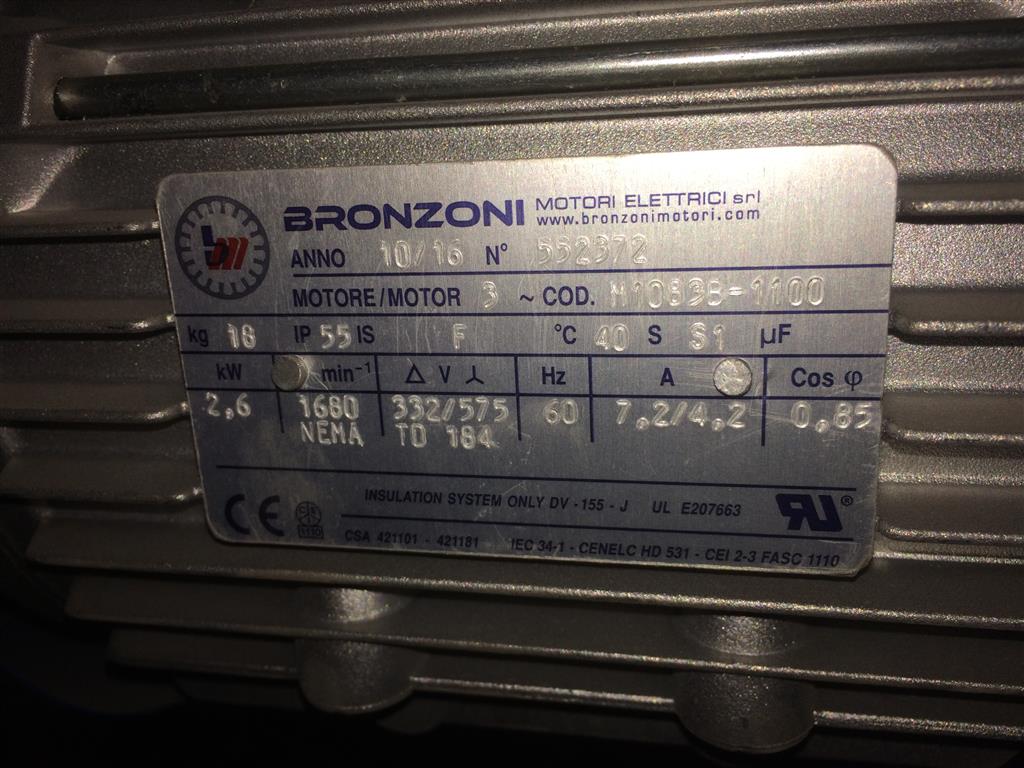 bm
BRONZONI MOTORI ELETTRICI srl
www.bronzonimotori.com
ANNO 10/16 N° 552372
MOTORE/MOTOR 3 ~ COD. M1083B-1100
kg 18 IP 55 IS F °C 40 S S1 µF
kW min⁻¹ Δ V ⅄ Hz A Cos φ
2,6 1680 332/575 60 7,2/4,2 0,85
NEMA TD 184
INSULATION SYSTEM ONLY DV - 155 - J UL E207663
CE
CSA 421101 - 421181 IEC 34-1 - CENELC HD 531 - CEI 2-3 FASC 1110